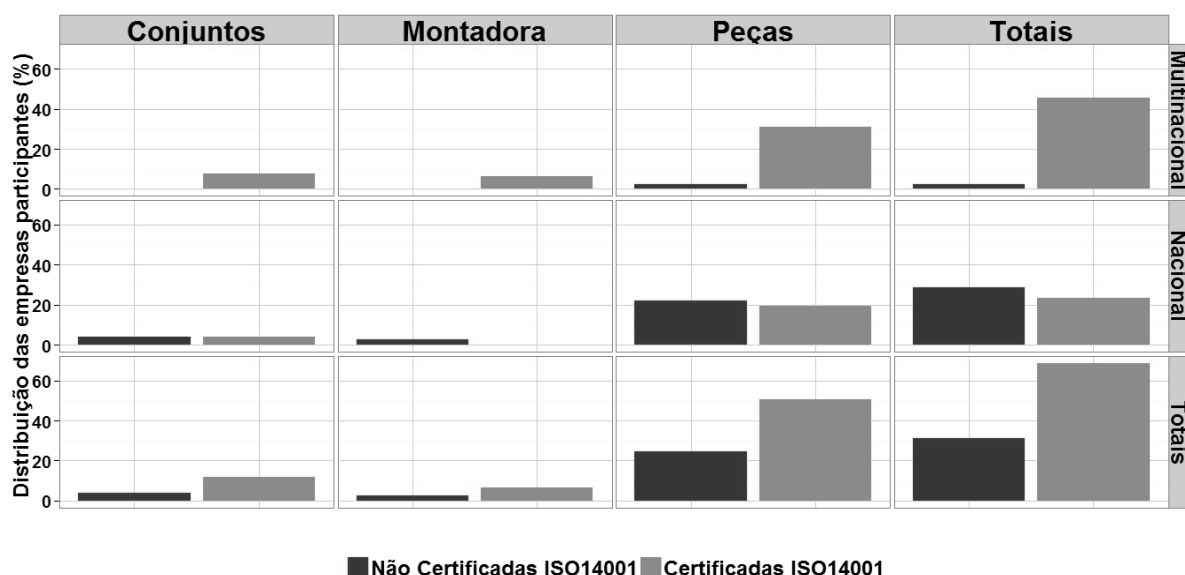 Conjuntos Montadora Peças Totais
Distribuição das empresas participantes (%)
60
40
20
0
Multinacional
60
40
20
0
Nacional
60
40
20
0
Totais
Não Certificadas ISO14001 Certificadas ISO14001